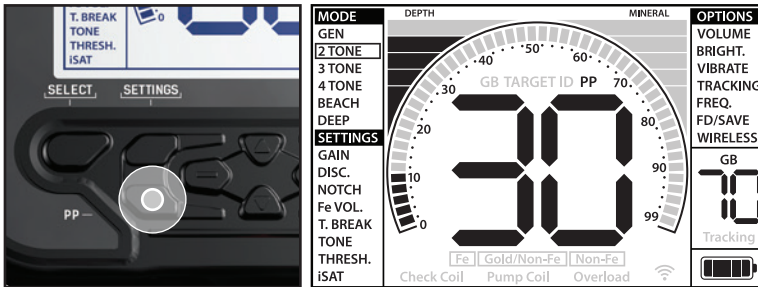 T. BREAK
0
TONE
THRESH.
iSAT
SELECT
SETTINGS
PP
MODE
GEN
2 TONE
3 TONE
4 TONE
BEACH
DEEP
SETTINGS
GAIN
DISC.
NOTCH
Fe VOL.
T. BREAK
TONE
THRESH.
iSAT
DEPTH
MINERAL
0
10
20
30
40
50
60
70
80
90
99
GB TARGET ID PP
30
Fe Gold/Non-Fe Non-Fe
Check Coil Pump Coil Overload
OPTIONS
VOLUME
BRIGHT.
VIBRATE
TRACKING
FREQ.
FD/SAVE
WIRELESS
GB
70
Tracking